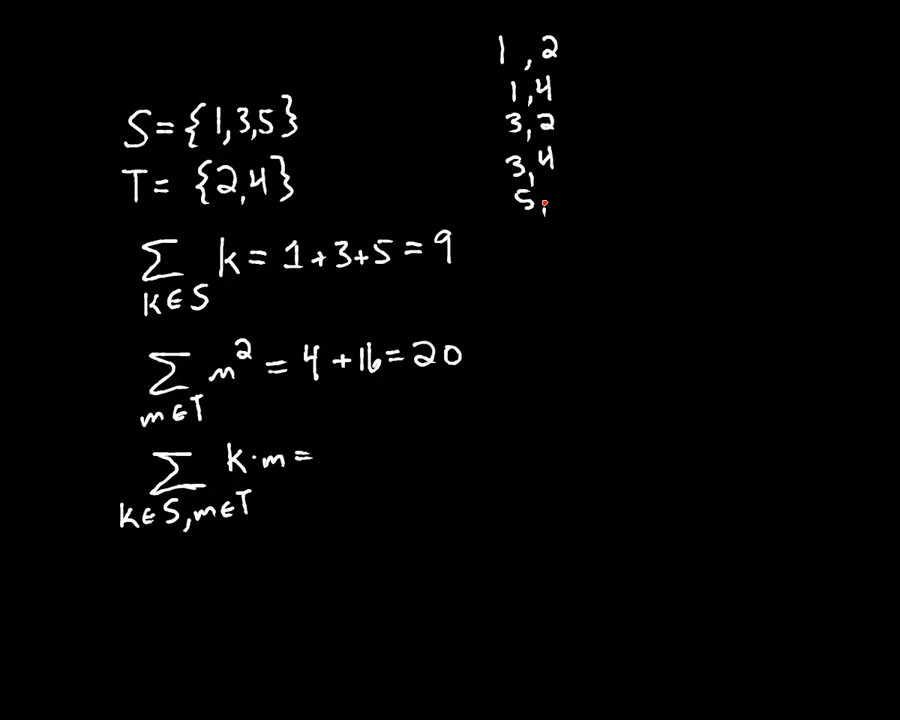 S = {1,3,5}
T = {2,4}
∑ k = 1+3+5 = 9
k∈S
∑ m² = 4 + 16 = 20
m∈T
∑ k·m =
k∈S, m∈T
1,2
1,4
3,2
3,4
5,